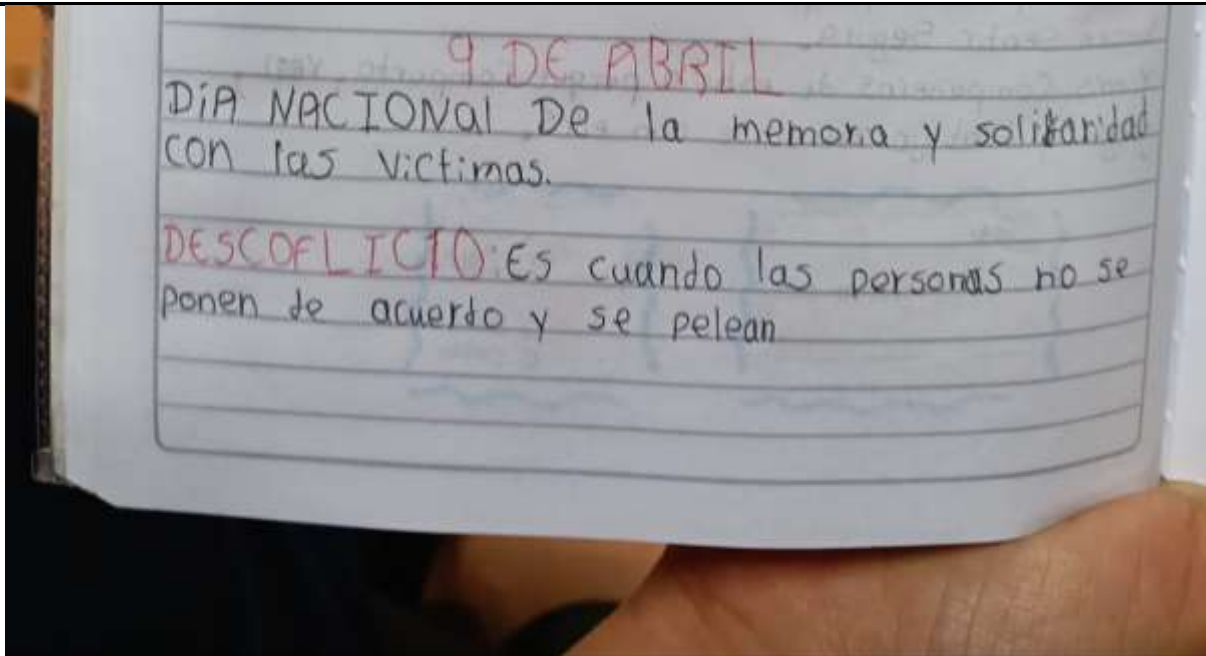 9 DE ABRIL
DiA NACIONAl De la memoria y solidaridad
con las victimas.
DESCOFLICTO: Es cuando las personas no se
ponen de acuerdo y se pelean